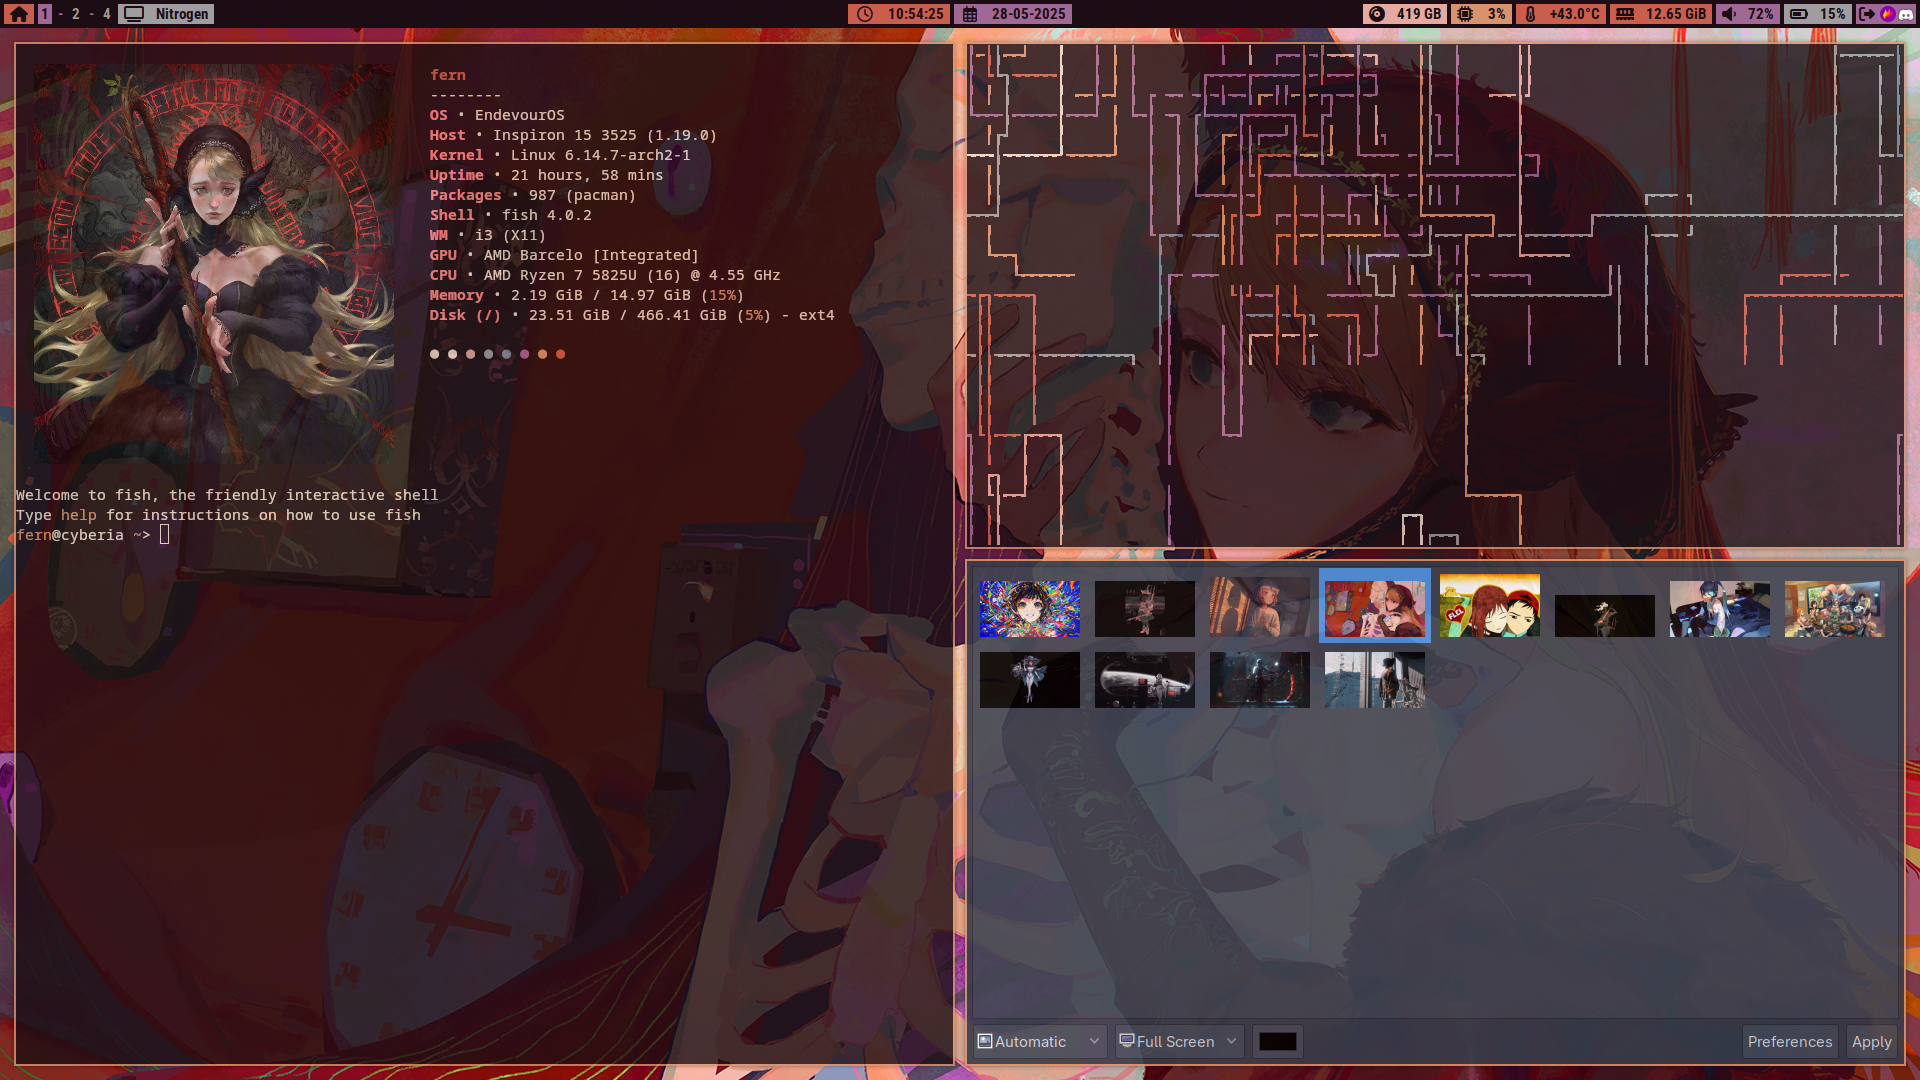 1 - 2 - 4 Nitrogen
10:54:25 28-05-2025
419 GB 3% +43.0°C 12.65 GiB 72% 15%
fern
--------
OS • EndevourOS
Host • Inspiron 15 3525 (1.19.0)
Kernel • Linux 6.14.7-arch2-1
Uptime • 21 hours, 58 mins
Packages • 987 (pacman)
Shell • fish 4.0.2
WM • i3 (X11)
GPU • AMD Barcelo [Integrated]
CPU • AMD Ryzen 7 5825U (16) @ 4.55 GHz
Memory • 2.19 GiB / 14.97 GiB (15%)
Disk (/) • 23.51 GiB / 466.41 GiB (5%) - ext4
Welcome to fish, the friendly interactive shell
Type help for instructions on how to use fish
fern@cyberia ~>
FLCL
Automatic Full Screen Preferences Apply